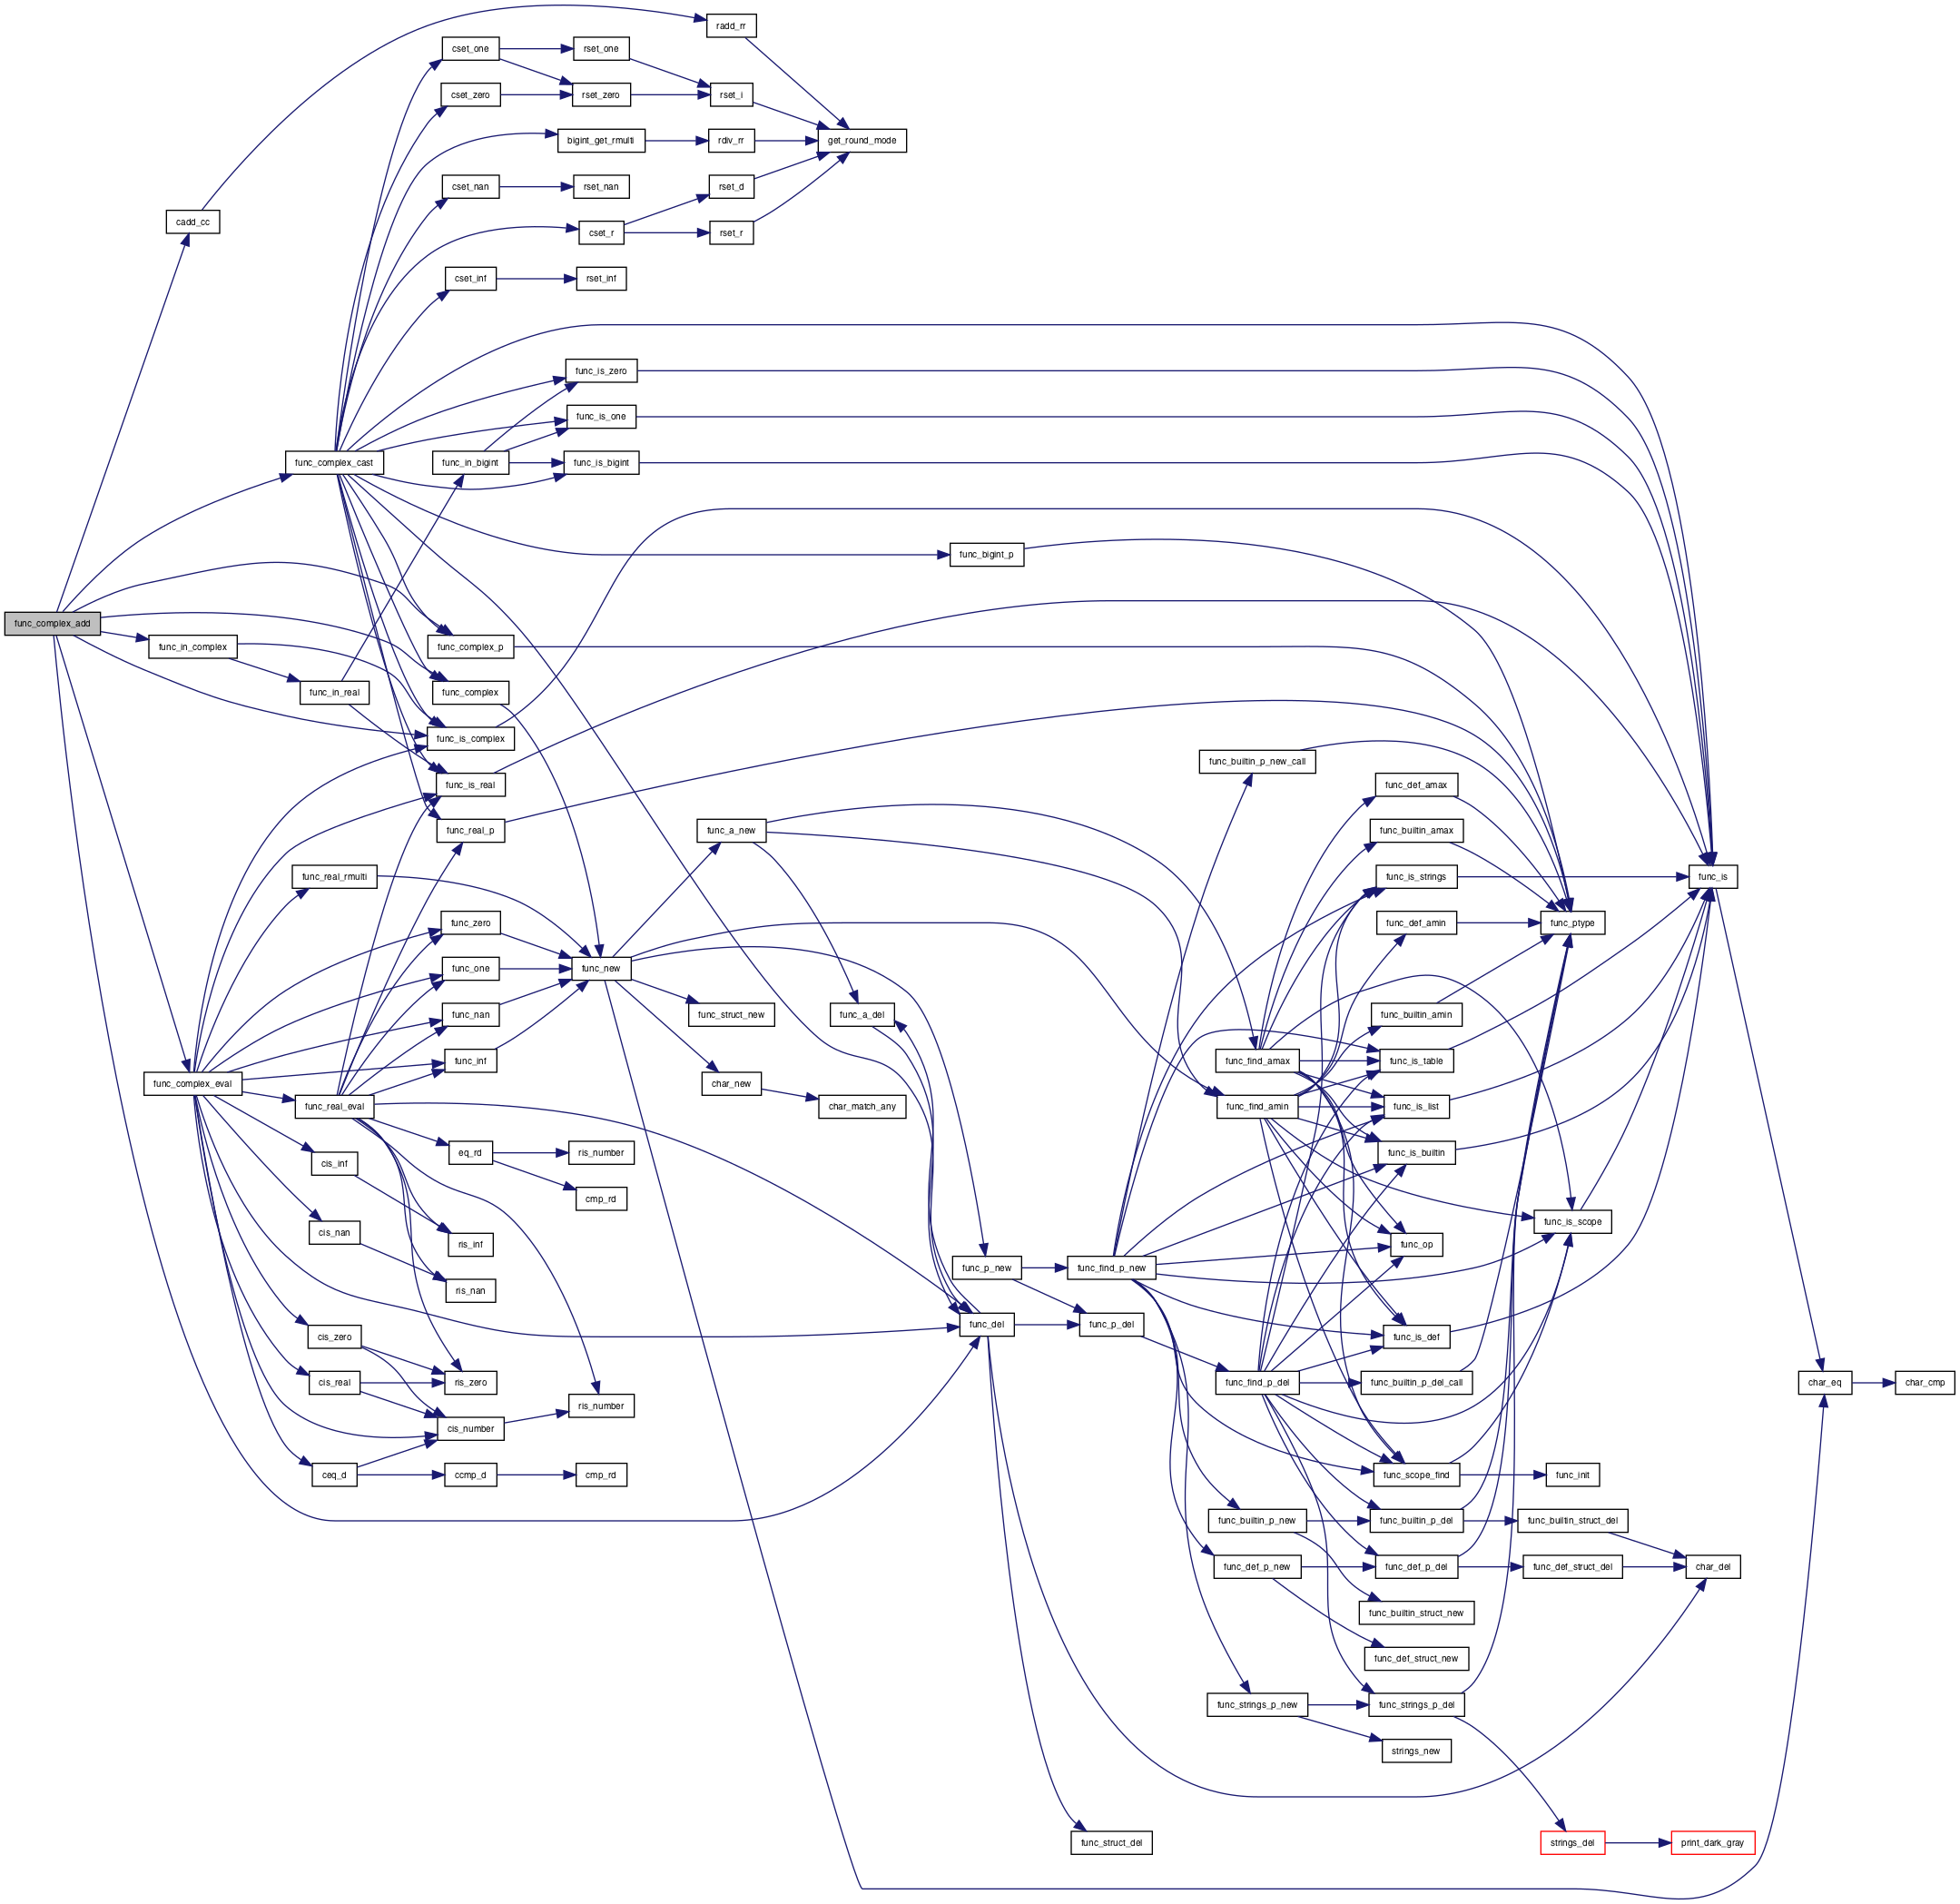 radd_rr
cset_one
rset_one
cset_zero
rset_zero
rset_i
bigint_get_rmulti
rdiv_rr
get_round_mode
cset_nan
rset_nan
rset_d
cadd_cc
cset_r
rset_r
cset_inf
rset_inf
func_is_zero
func_is_one
func_complex_cast
func_in_bigint
func_is_bigint
func_bigint_p
func_complex_add
func_in_complex
func_complex_p
func_in_real
func_complex
func_is_complex
func_builtin_p_new_call
func_is_real
func_def_amax
func_real_p
func_a_new
func_builtin_amax
func_real_rmulti
func_is_strings
func_is
func_zero
func_def_amin
func_ptype
func_one
func_new
func_nan
func_struct_new
func_a_del
func_builtin_amin
func_inf
func_find_amax
func_is_table
func_complex_eval
char_new
func_real_eval
char_match_any
func_find_amin
func_is_list
eq_rd
ris_number
func_is_builtin
cis_inf
cmp_rd
cis_nan
func_is_scope
ris_inf
func_op
func_p_new
func_find_p_new
ris_nan
func_del
func_p_del
cis_zero
func_is_def
cis_real
ris_zero
func_find_p_del
func_builtin_p_del_call
char_eq
char_cmp
ris_number
cis_number
ceq_d
ccmp_d
cmp_rd
func_scope_find
func_init
func_builtin_p_new
func_builtin_p_del
func_builtin_struct_del
func_def_p_new
func_def_p_del
func_def_struct_del
char_del
func_builtin_struct_new
func_def_struct_new
func_strings_p_new
func_strings_p_del
strings_new
func_struct_del
strings_del
print_dark_gray